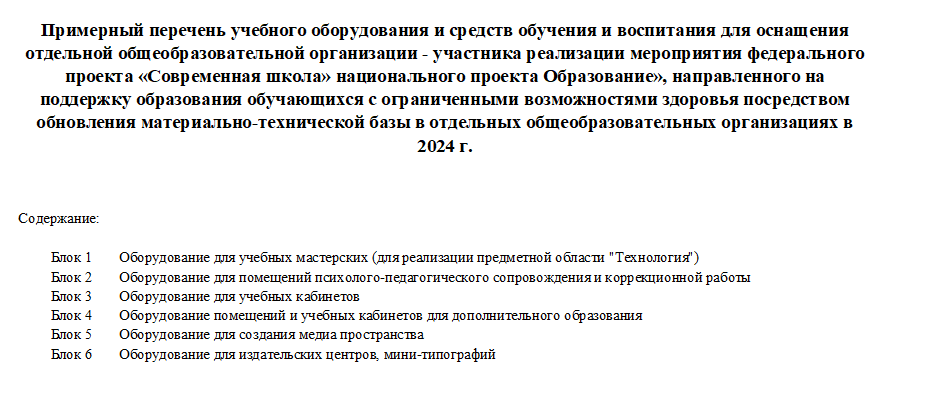 Примерный перечень учебного оборудования и средств обучения и воспитания для оснащения
отдельной общеобразовательной организации - участника реализации мероприятия федерального
проекта «Современная школа» национального проекта Образование», направленного на
поддержку образования обучающихся с ограниченными возможностями здоровья посредством
обновления материально-технической базы в отдельных общеобразовательных организациях в
2024 г.
Содержание:
Блок 1 Оборудование для учебных мастерских (для реализации предметной области "Технология")
Блок 2 Оборудование для помещений психолого-педагогического сопровождения и коррекционной работы
Блок 3 Оборудование для учебных кабинетов
Блок 4 Оборудование помещений и учебных кабинетов для дополнительного образования
Блок 5 Оборудование для создания медиа пространства
Блок 6 Оборудование для издательских центров, мини-типографий